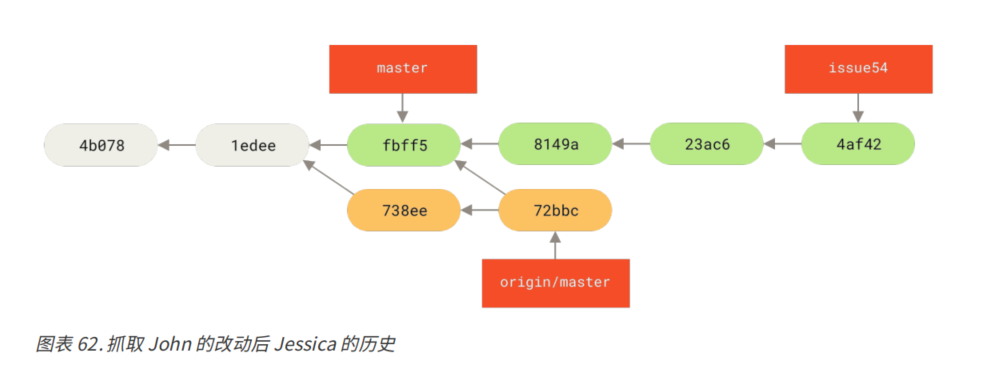 master
issue54
4b078
1edee
fbff5
8149a
23ac6
4af42
738ee
72bbc
origin/master
图表 62. 抓取 John 的改动后 Jessica 的历史